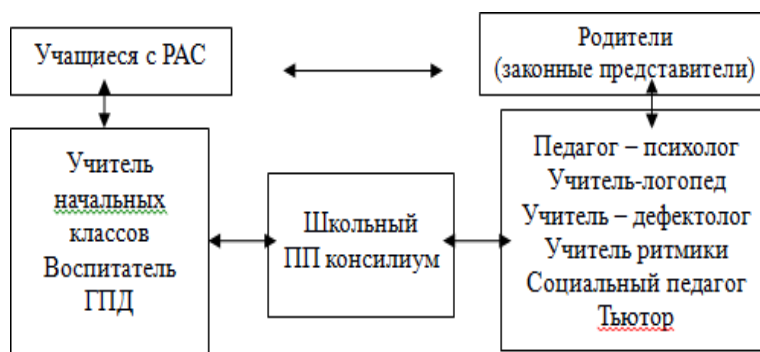 Учащиеся с РАС
Родители
(законные представители)
Учитель
начальных
классов
Воспитатель
ГПД
Школьный
ПП консилиум
Педагог – психолог
Учитель-логопед
Учитель – дефектолог
Учитель ритмики
Социальный педагог
Тьютор